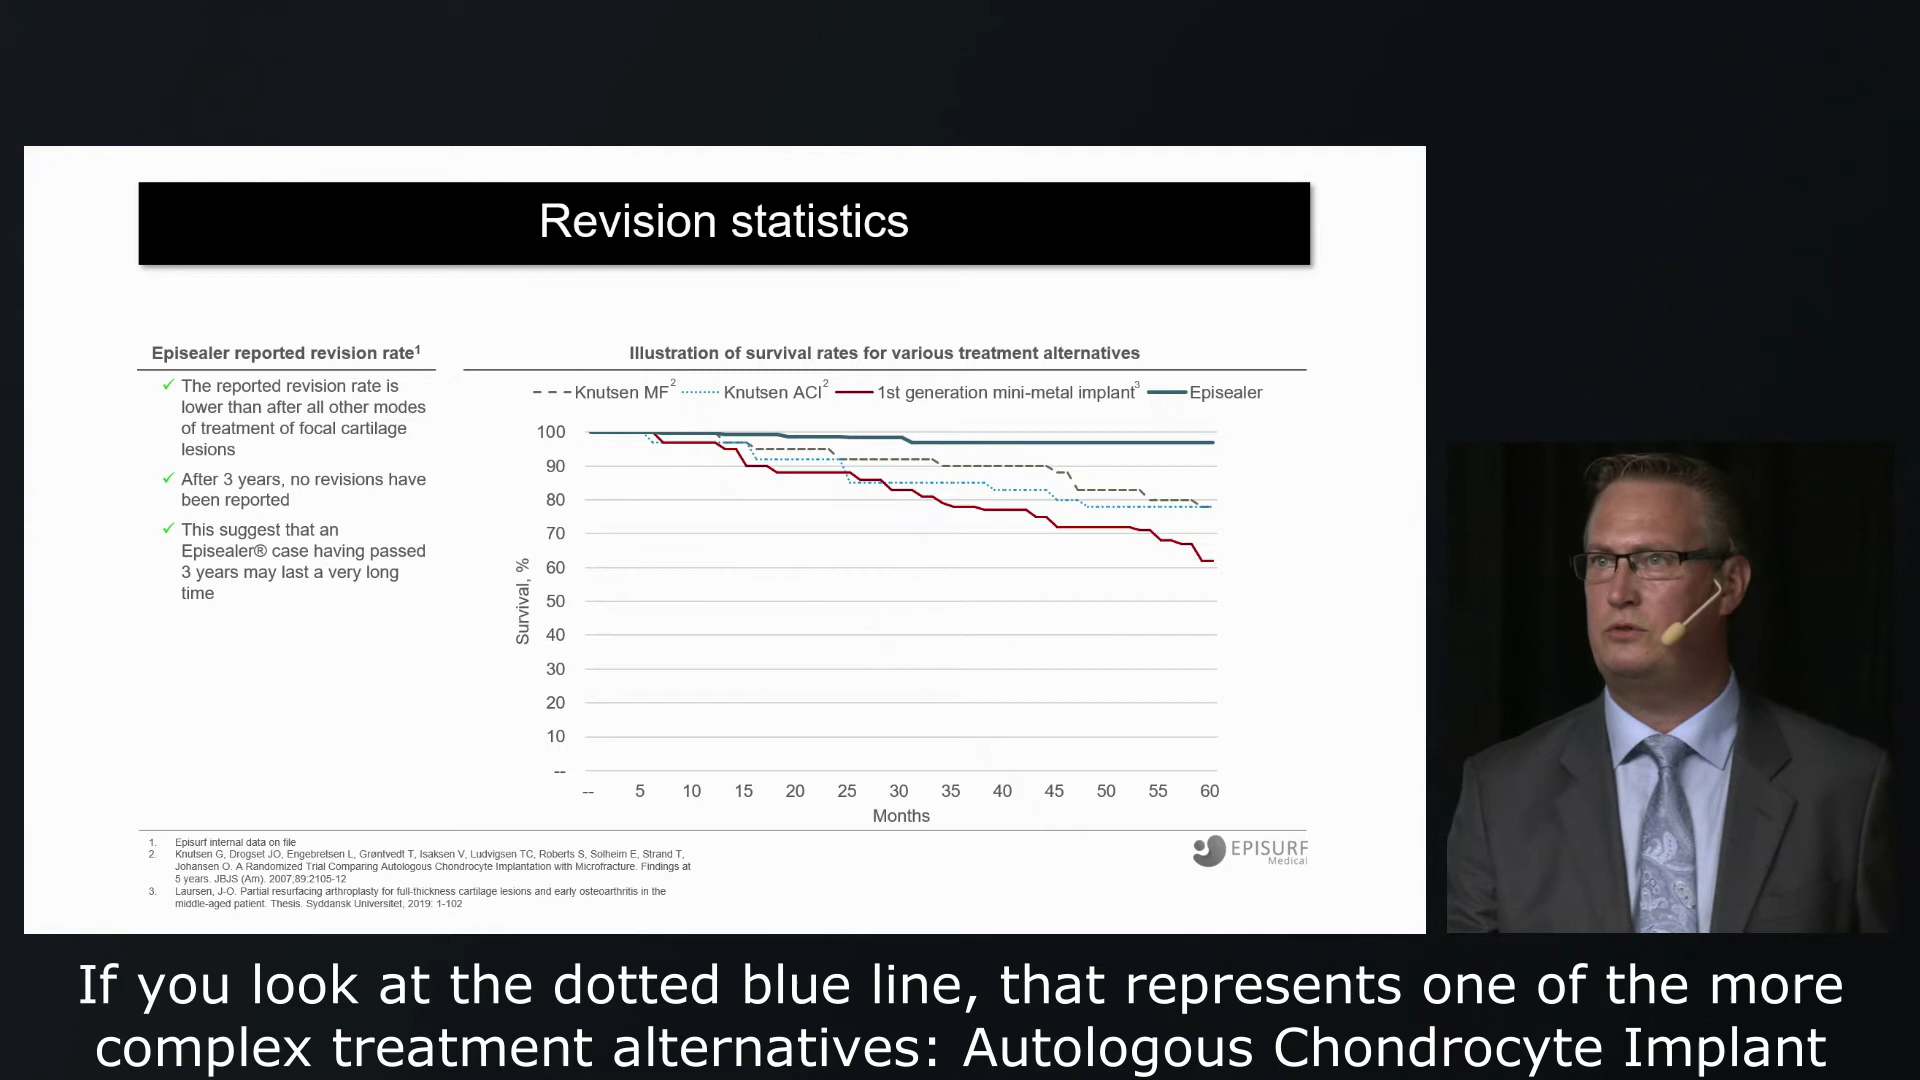 Revision statistics
Episealer reported revision rate1
The reported revision rate is
lower than after all other modes
of treatment of focal cartilage
lesions
After 3 years, no revisions have
been reported
This suggest that an
Episealer® case having passed
3 years may last a very long
time
Illustration of survival rates for various treatment alternatives
Knutsen MF2 Knutsen ACI2 1st generation mini-metal implant3 Episealer
Survival, %
100
90
80
70
60
50
40
30
20
10
--
-- 5 10 15 20 25 30 35 40 45 50 55 60
Months
1. Episurf internal data on file
2. Knutsen G, Drogset JO, Engebretsen L, Grøntvedt T, Isaksen V, Ludvigsen TC, Roberts S, Solheim E, Strand T,
Johansen O. A Randomized Trial Comparing Autologous Chondrocyte Implantation with Microfracture. Findings at
5 years. JBJS (Am). 2007;89:2105-12
3. Laursen, J-O. Partial resurfacing arthroplasty for full-thickness cartilage lesions and early osteoarthritis in the
middle-aged patient. Thesis. Syddansk Universitet, 2019: 1-102
EPISURF
Medical
If you look at the dotted blue line, that represents one of the more
complex treatment alternatives: Autologous Chondrocyte Implant